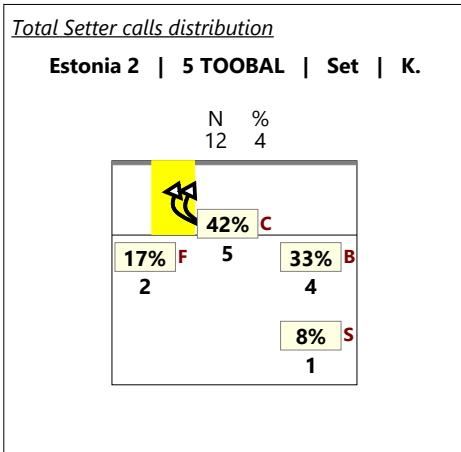 Total Setter calls distribution
Estonia 2 | 5 TOOBAL | Set | K.
N %
12 4
42% C
5
17% F 33% B
2 4
8% S
1